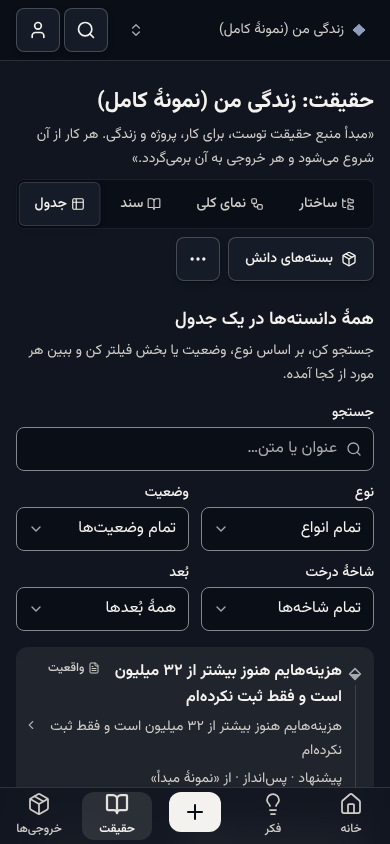 زندگی من (نمونهٔ کامل)
حقیقت: زندگی من (نمونهٔ کامل)
«مبدأ منبع حقیقت توست، برای کار، پروژه و زندگی. هر کار از آن
شروع می‌شود و هر خروجی به آن برمی‌گردد.»
ساختار
نمای کلی
سند
جدول
بسته‌های دانش
همهٔ دانسته‌ها در یک جدول
جستجو کن، بر اساس نوع، وضعیت یا بخش فیلتر کن و ببین هر
مورد از کجا آمده.
جستجو
عنوان یا متن…
نوع
وضعیت
تمام انواع
تمام وضعیت‌ها
شاخهٔ درخت
بُعد
تمام شاخه‌ها
همهٔ بُعدها
هزینه‌هایم هنوز بیشتر از ۳۲ میلیون
واقعیت
است و فقط ثبت نکرده‌ام
هزینه‌هایم هنوز بیشتر از ۳۲ میلیون است و فقط ثبت
نکرده‌ام
پیشنهاد · پس‌انداز · از «نمونهٔ مبدأ»
خانه
فکر
حقیقت
خروجی‌ها